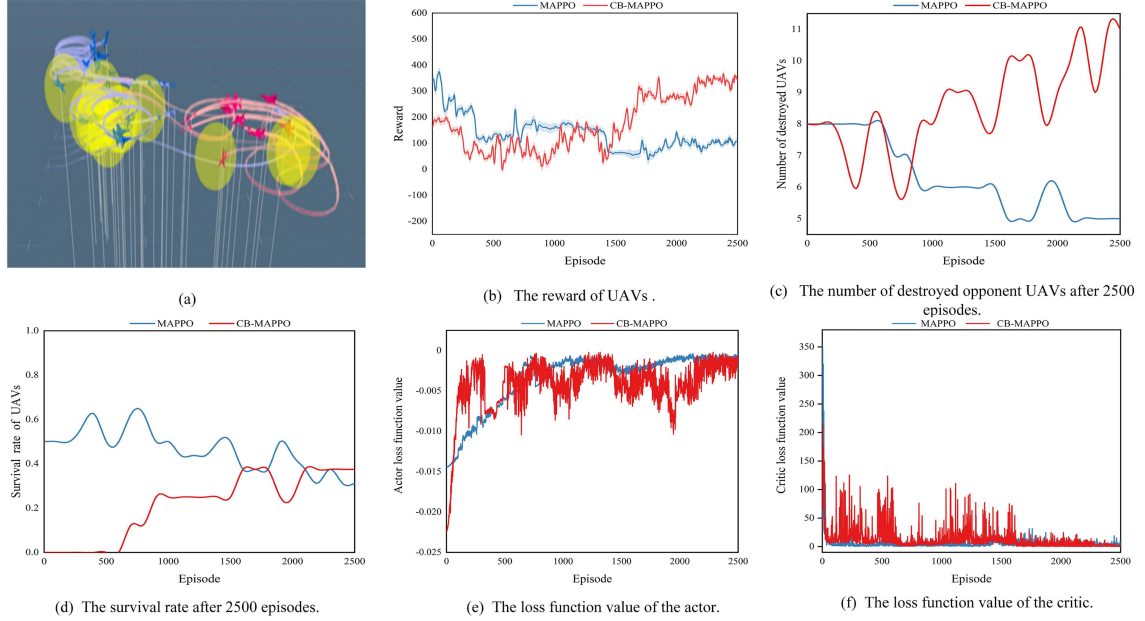 (a)
MAPPO CB-MAPPO
600
500
400
300
200
100
0
-100
-200
Reward
0 500 1000 1500 2000 2500
Episode
(b) The reward of UAVs .
MAPPO CB-MAPPO
11
10
9
8
7
6
5
Number of destroyed UAVs
0 500 1000 1500 2000 2500
Episode
(c) The number of destroyed opponent UAVs after 2500
episodes.
MAPPO CB-MAPPO
1.0
0.8
0.6
0.4
0.2
0.0
Survival rate of UAVs
0 500 1000 1500 2000 2500
Episode
(d) The survival rate after 2500 episodes.
MAPPO CB-MAPPO
0
-0.005
-0.010
-0.015
-0.020
-0.025
Actor loss function value
0 500 1000 1500 2000 2500
Episode
(e) The loss function value of the actor.
MAPPO CB-MAPPO
350
300
250
200
150
100
50
0
Critic loss function value
0 500 1000 1500 2000 2500
Episode
(f) The loss function value of the critic.